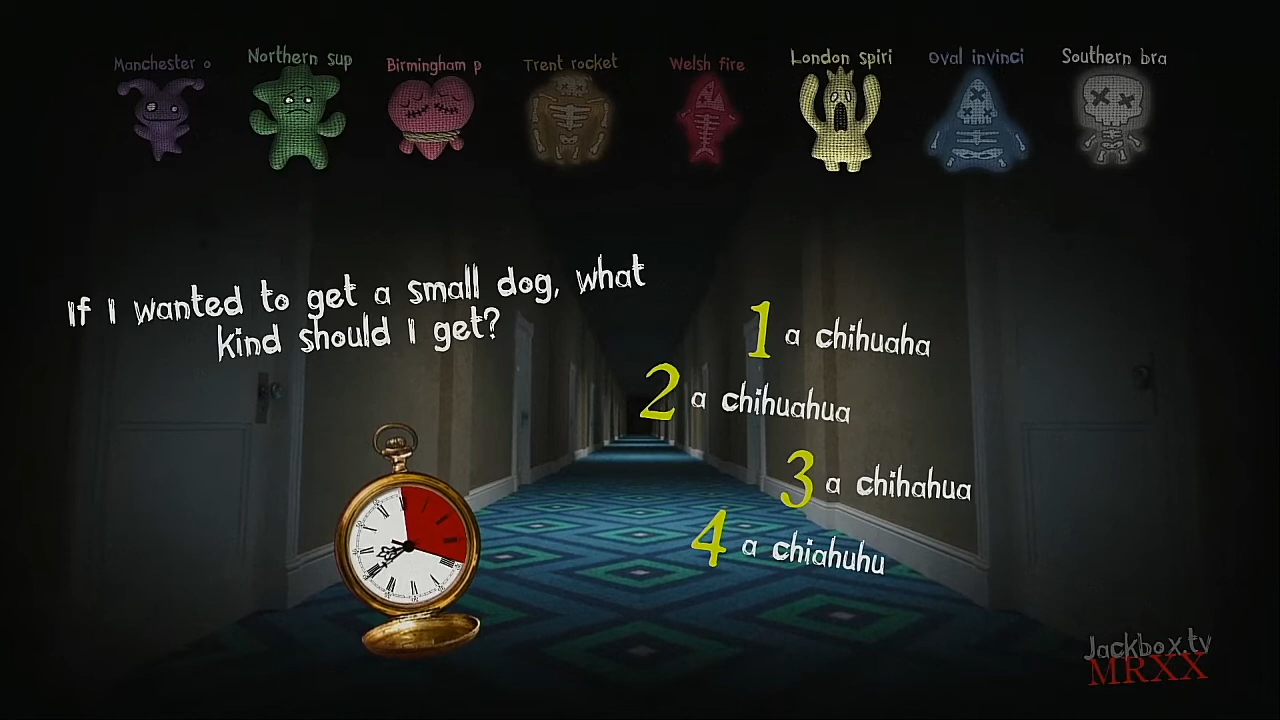 Manchester o
Northern sup
Birmingham p
Trent rocket
Welsh fire
London spiri
Oval invinci
Southern bra
If I wanted to get a small dog, what
kind should I get?
1 a chihuaha
2 a chihuahua
3 a chihahua
4 a chiahuhu
Jackbox.tv
MRXX